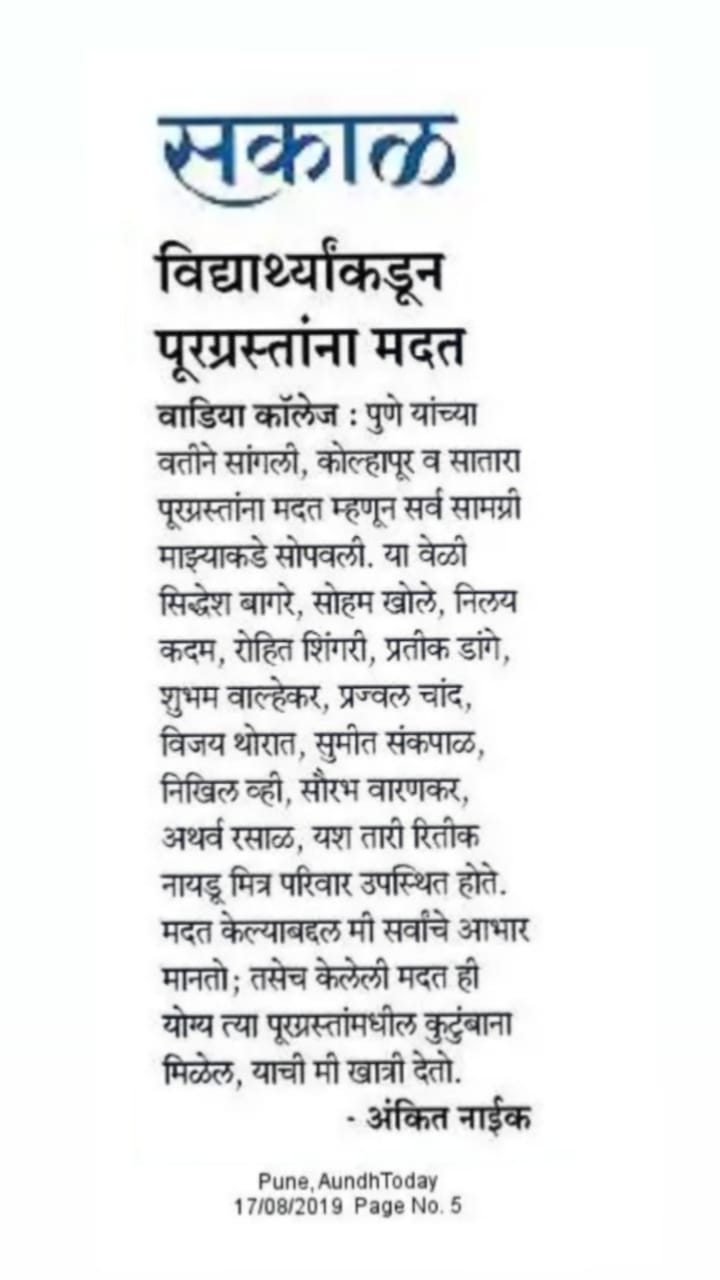 सकाळ
विद्यार्थ्यांकडून
पूरग्रस्तांना मदत
वाडिया कॉलेज : पुणे यांच्या
वतीने सांगली, कोल्हापूर व सातारा
पूरग्रस्तांना मदत म्हणून सर्व सामग्री
माझ्याकडे सोपवली. या वेळी
सिद्धेश बागरे, सोहम खोले, निलय
कदम, रोहित शिंगरी, प्रतीक डांगे,
शुभम वाल्हेकर, प्रज्वल चांद,
विजय थोरात, सुमीत संकपाळ,
निखिल व्ही, सौरभ वारणकर,
अथर्व रसाळ, यश तारी रितीक
नायडू मित्र परिवार उपस्थित होते.
मदत केल्याबद्दल मी सर्वांचे आभार
मानतो; तसेच केलेली मदत ही
योग्य त्या पूरग्रस्तांमधील कुटुंबाना
मिळेल, याची मी खात्री देतो.
- अंकित नाईक
Pune, AundhToday
17/08/2019 Page No. 5